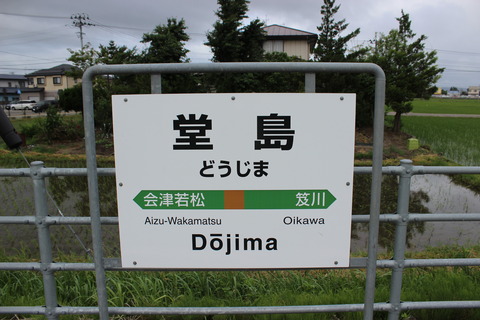 堂島
どうじま
会津若松 笈川
Aizu-Wakamatsu Oikawa
Dōjima